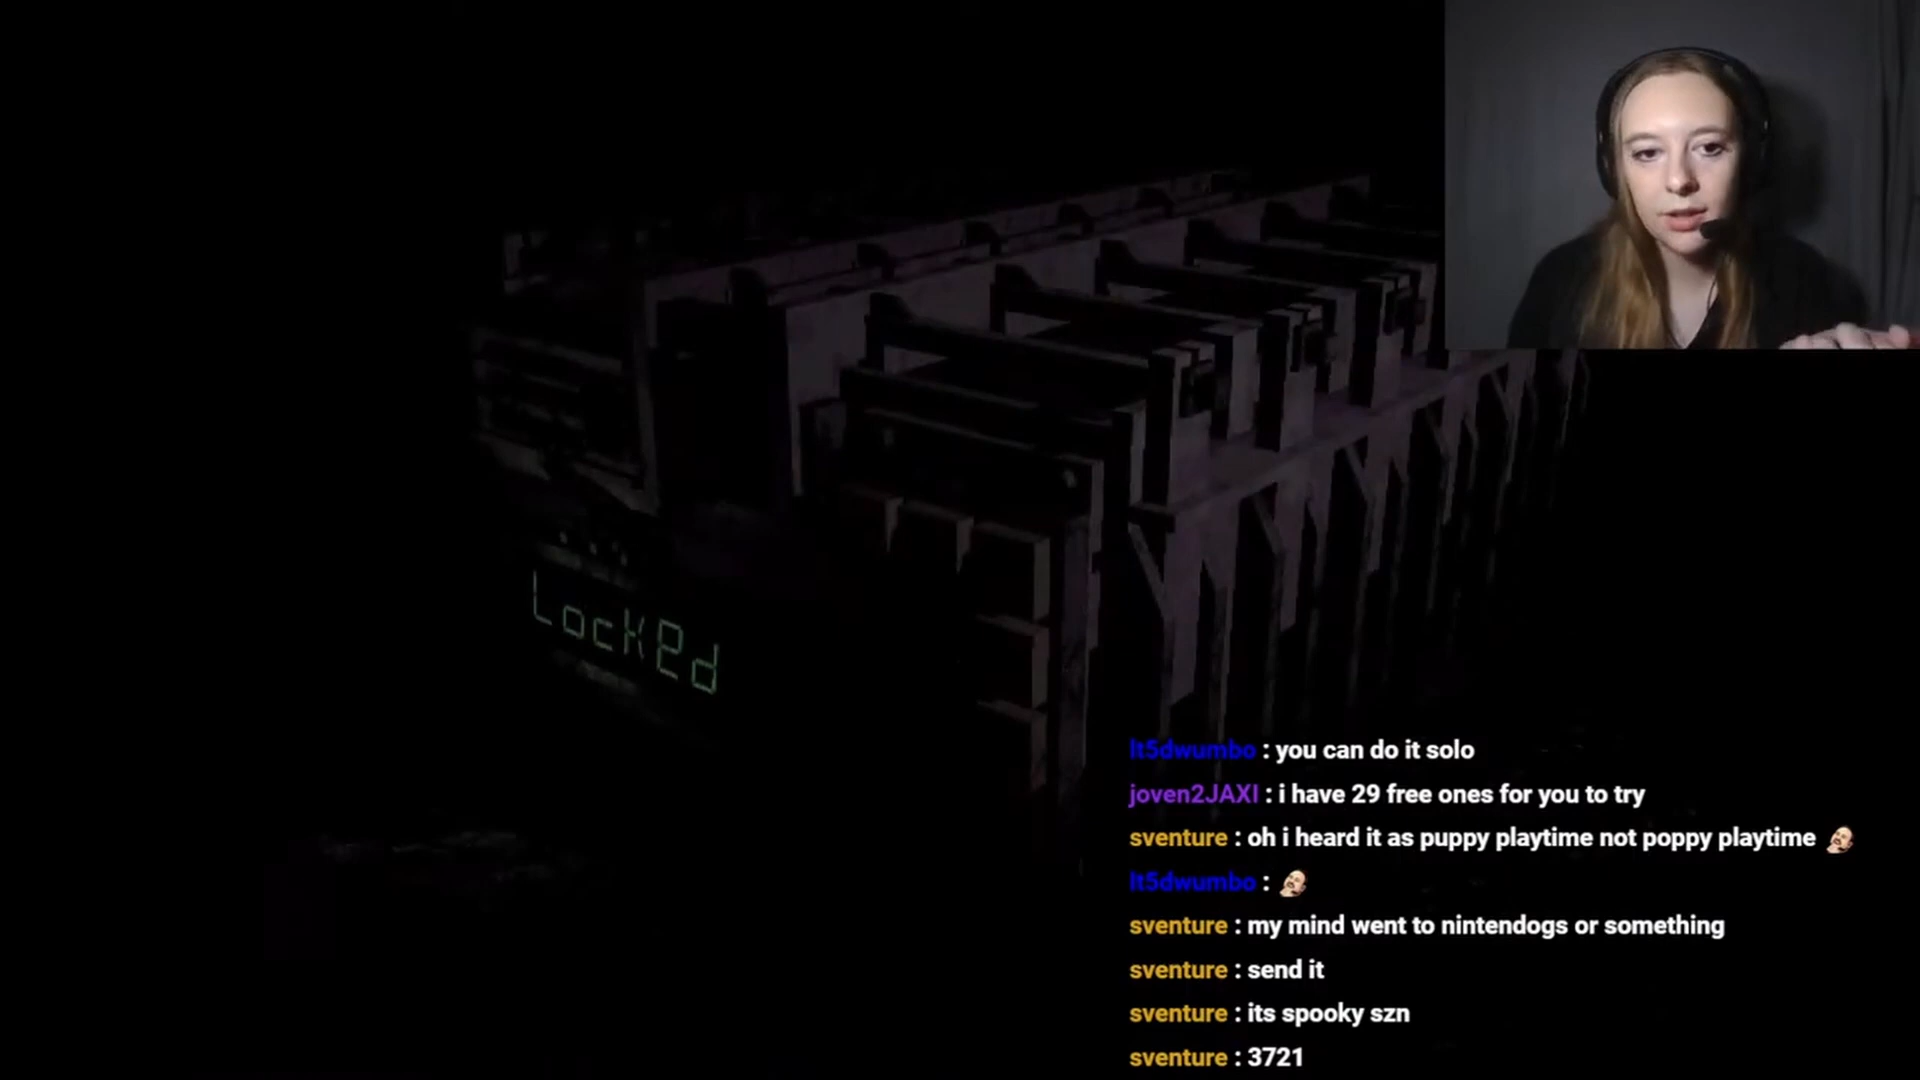 LocKed
lt5dwumbo : you can do it solo
joven2JAXI : i have 29 free ones for you to try
sventure : oh i heard it as puppy playtime not poppy playtime
lt5dwumbo :
sventure : my mind went to nintendogs or something
sventure : send it
sventure : its spooky szn
sventure : 3721